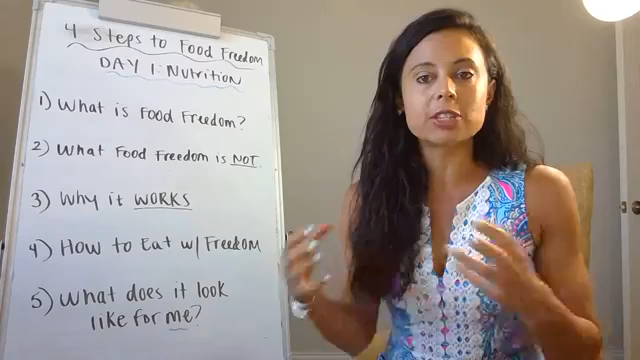 4 Steps to Food Freedom
DAY 1: Nutrition
1) What is Food Freedom?
2) What Food Freedom is NOT.
3) Why it WORKS
4) How to Eat w/ Freedom
5) What does it look
like for me?